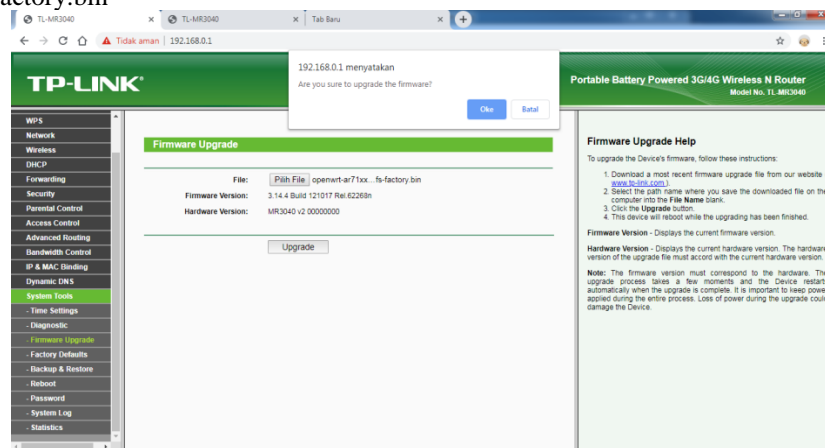 actory.bin
TL-MR3040
TL-MR3040
Tab Baru
Tidak aman | 192.168.0.1
192.168.0.1 menyatakan
Are you sure to upgrade the firmware?
Oke
Batal
TP-LINK
Portable Battery Powered 3G/4G Wireless N Router
Model No. TL-MR3040
WPS
Network
Wireless
DHCP
Forwarding
Security
Parental Control
Access Control
Advanced Routing
Bandwidth Control
IP & MAC Binding
Dynamic DNS
System Tools
- Time Settings
- Diagnostic
- Firmware Upgrade
- Factory Defaults
- Backup & Restore
- Reboot
- Password
- System Log
- Statistics
Firmware Upgrade
File: Pilih File openwrt-ar71xx...fs-factory.bin
Firmware Version: 3.14.4 Build 121017 Rel.62268n
Hardware Version: MR3040 v2 00000000
Upgrade
Firmware Upgrade Help
To upgrade the Device's firmware, follow these instructions:
1. Download a most recent firmware upgrade file from our website
(www.tp-link.com).
2. Select the path name where you save the downloaded file on the
computer into the File Name blank.
3. Click the Upgrade button.
4. This device will reboot while the upgrading has been finished.
Firmware Version - Displays the current firmware version.
Hardware Version - Displays the current hardware version. The hardware
version of the upgrade file must accord with the current hardware version.
Note: The firmware version must correspond to the hardware. The
upgrade process takes a few moments and the Device restarts
automatically when the upgrade is complete. It is important to keep power
applied during the entire process. Loss of power during the upgrade could
damage the Device.